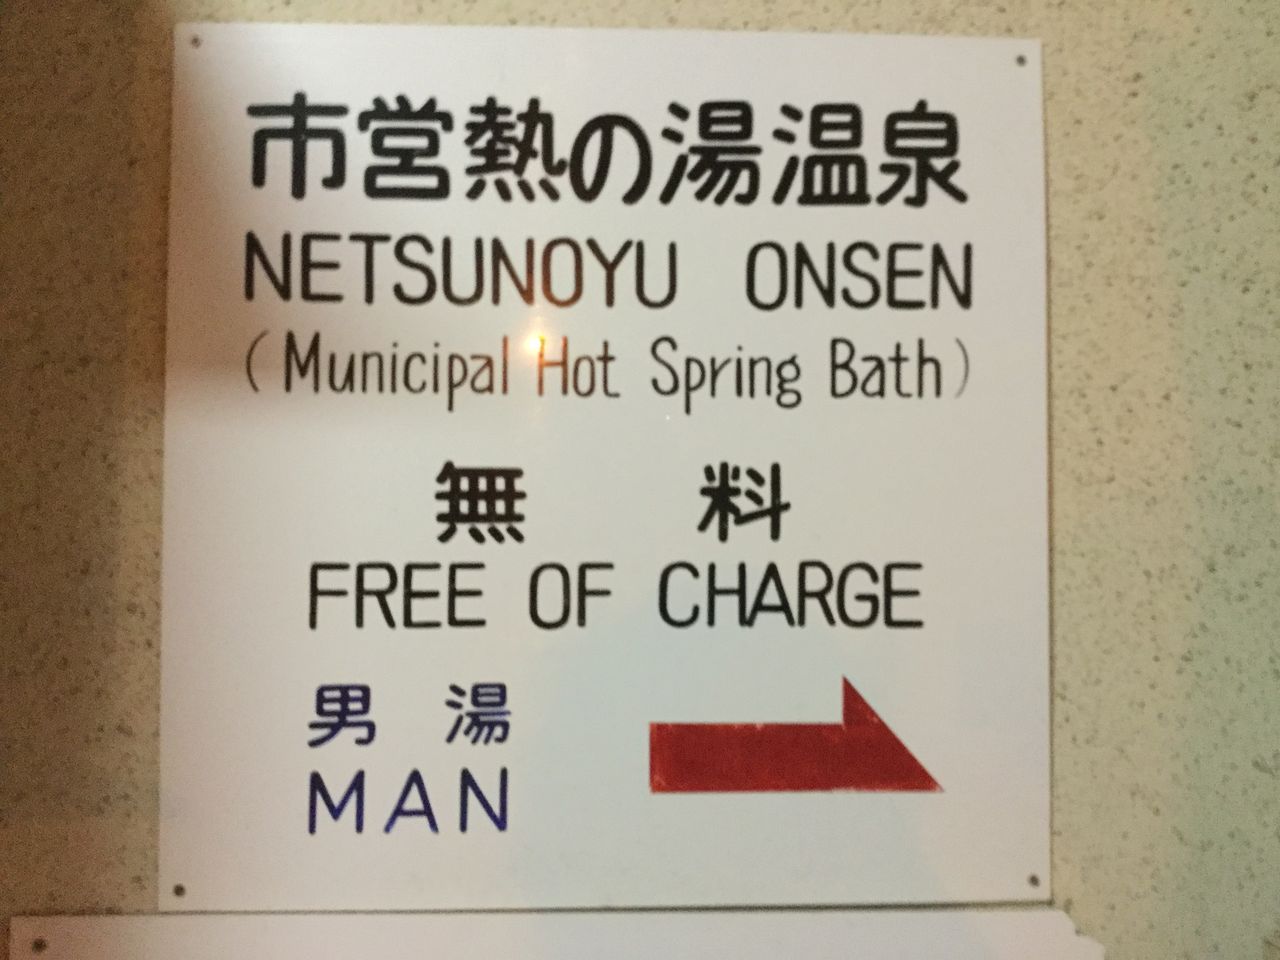 市営熱の湯温泉
NETSUNOYU ONSEN
(Municipal Hot Spring Bath)
無 料
FREE OF CHARGE
男 湯
MAN